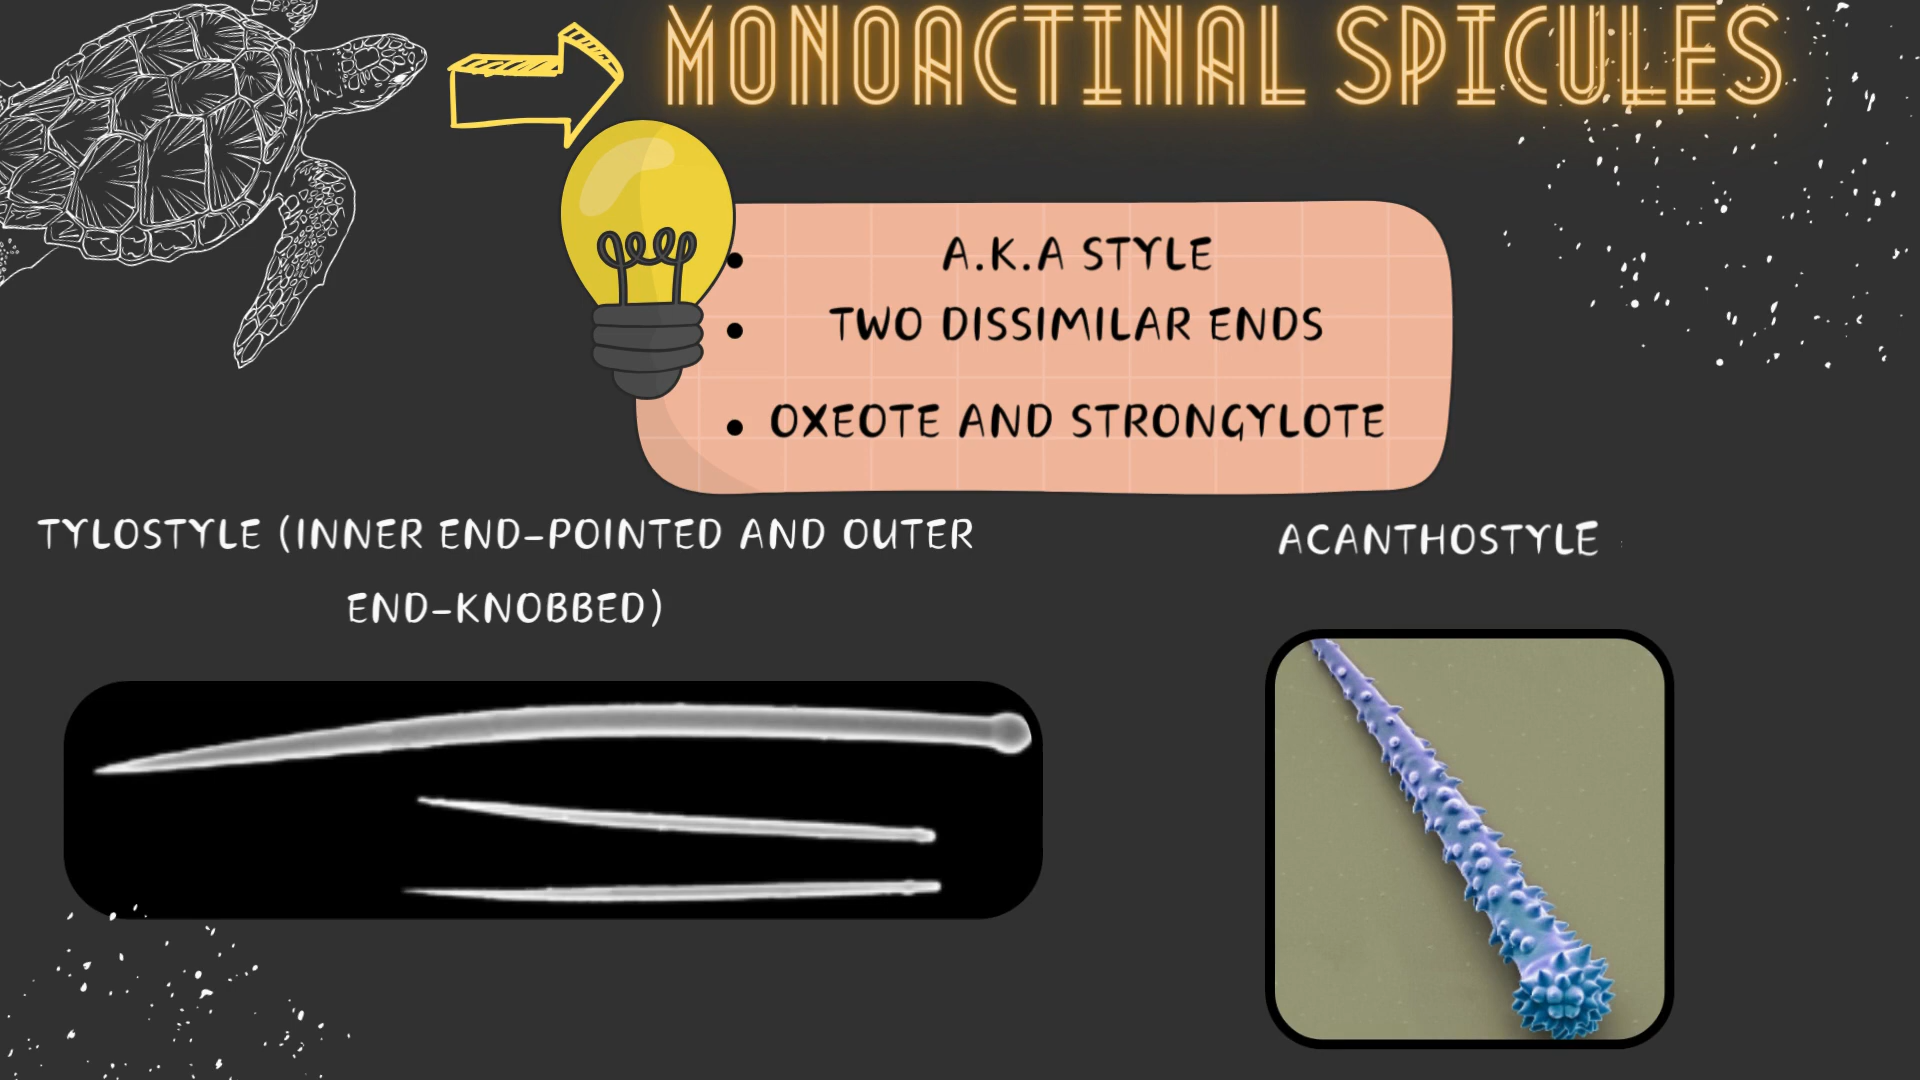 MONOACTINAL SPICULES
• A.K.A STYLE
• TWO DISSIMILAR ENDS
• OXEOTE AND STRONGYLOTE
TYLOSTYLE (INNER END-POINTED AND OUTER
END-KNOBBED)
ACANTHOSTYLE